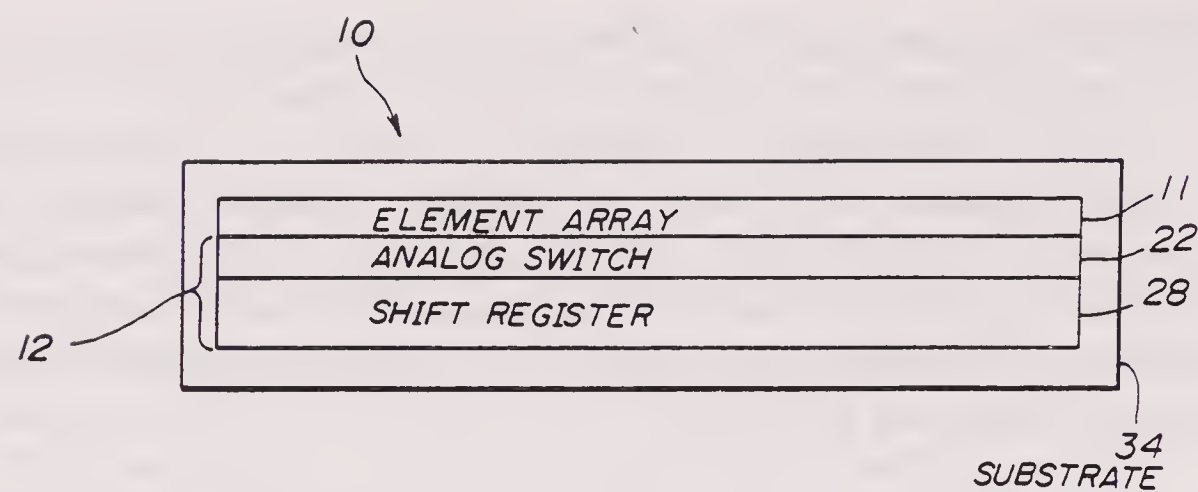 10
ELEMENT ARRAY
11
ANALOG SWITCH
22
SHIFT REGISTER
28
12
34
SUBSTRATE